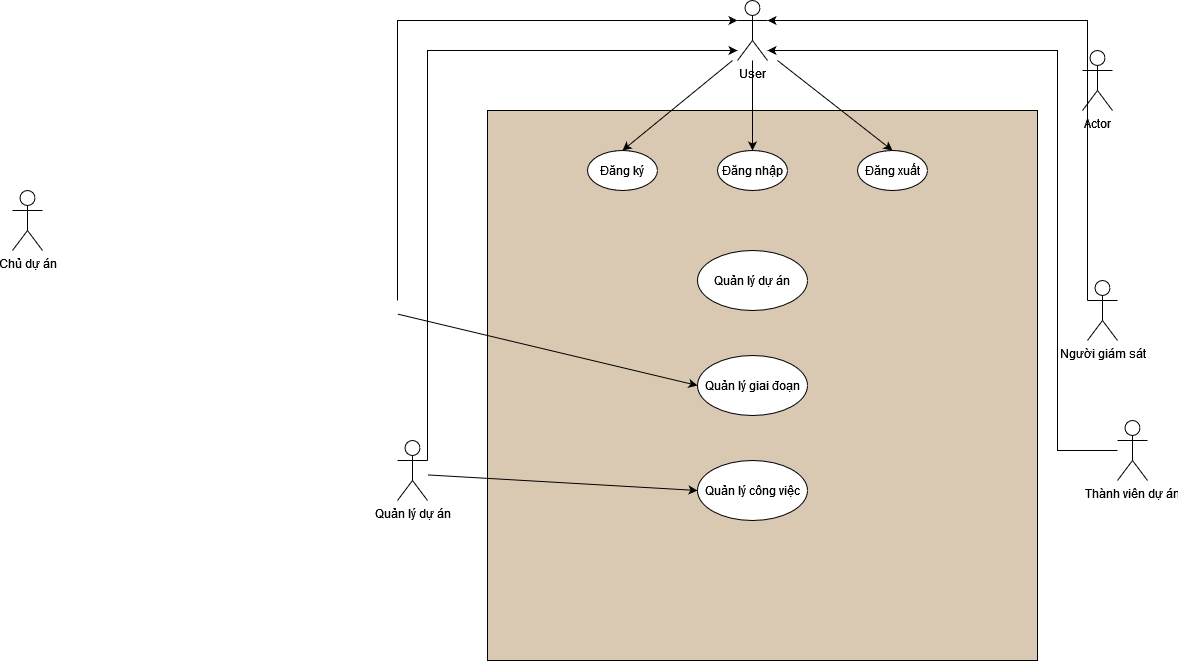 User
Actor
Đăng ký
Đăng nhập
Đăng xuất
Chủ dự án
Quản lý dự án
Người giám sát
Quản lý giai đoạn
Quản lý công việc
Thành viên dự án
Quản lý dự án